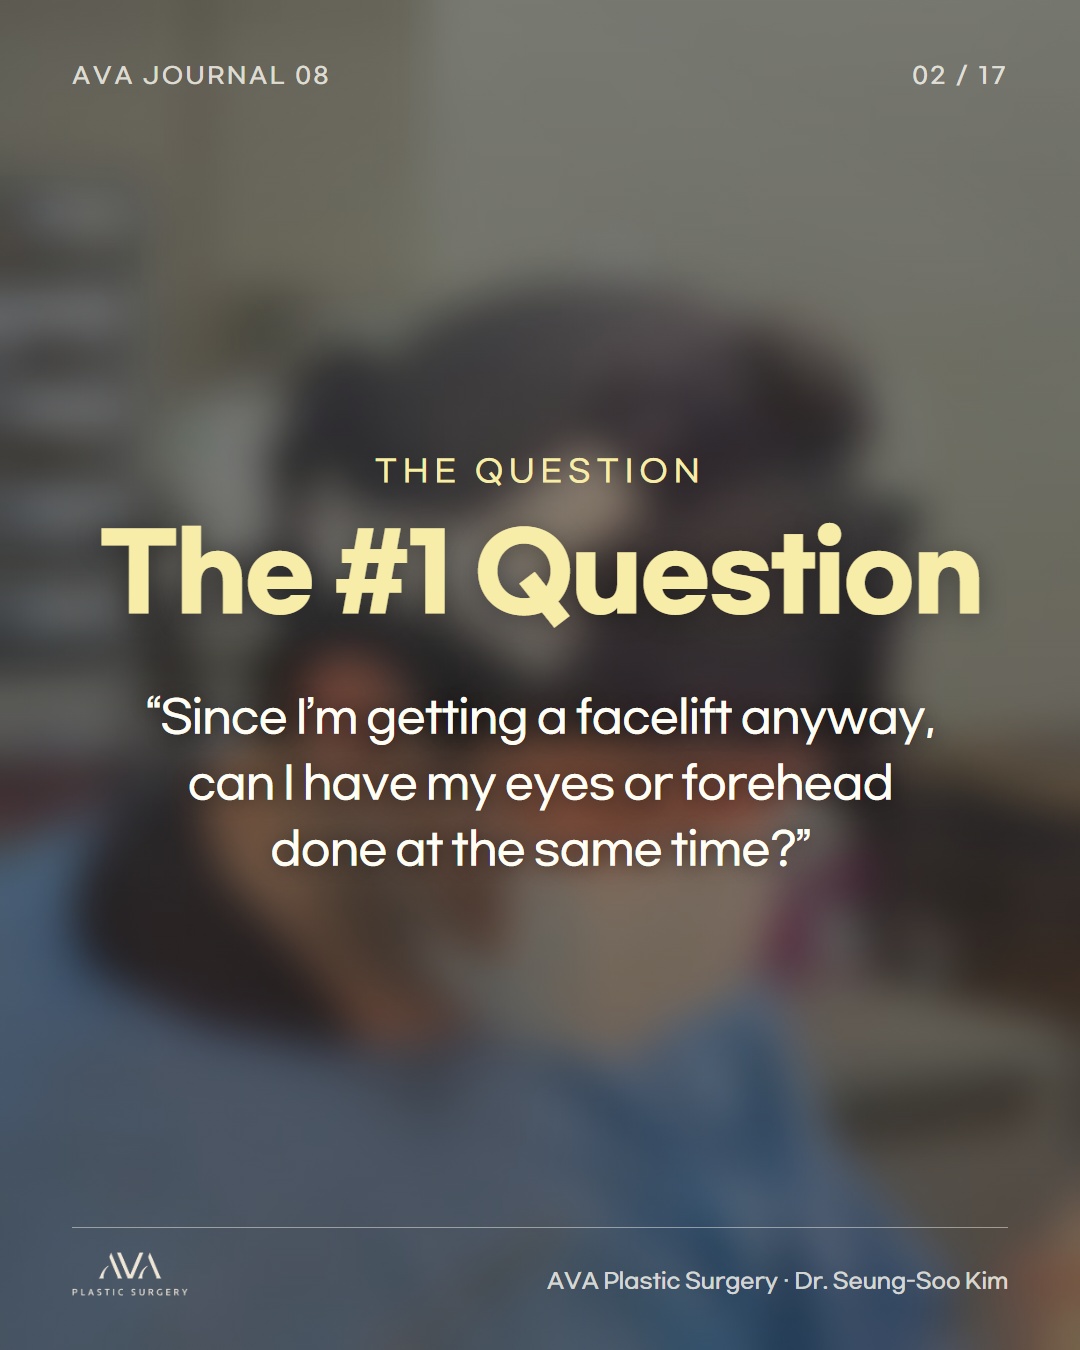 AVA JOURNAL 08
02 / 17
THE QUESTION
The #1 Question
“Since I’m getting a facelift anyway,
can I have my eyes or forehead
done at the same time?”
AVA
PLASTIC SURGERY
AVA Plastic Surgery · Dr. Seung-Soo Kim